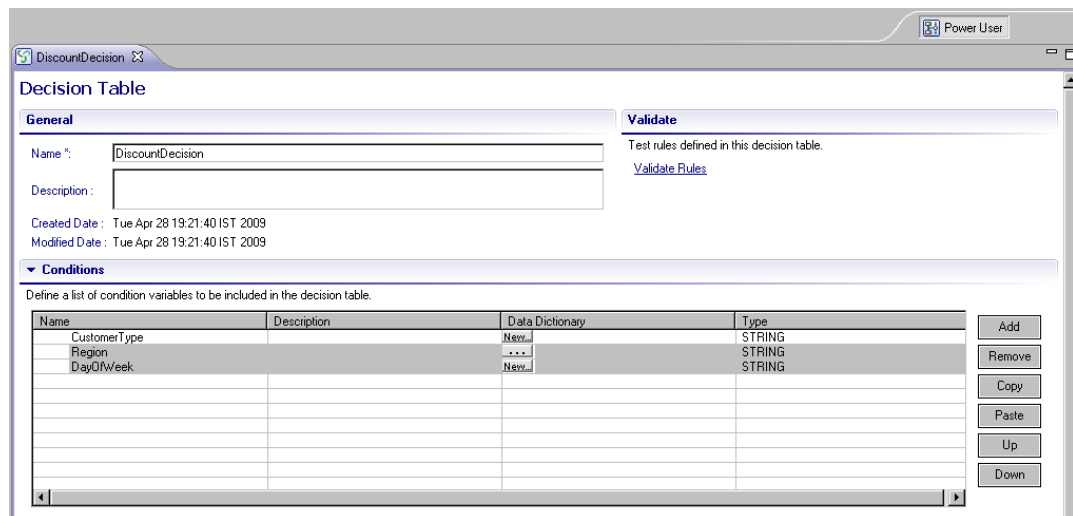 Power User
DiscountDecision
Decision Table
General
Validate
Name *:
DiscountDecision
Test rules defined in this decision table.
Validate Rules
Description :
Created Date : Tue Apr 28 19:21:40 IST 2009
Modified Date : Tue Apr 28 19:21:40 IST 2009
Conditions
Define a list of condition variables to be included in the decision table.
Name Description Data Dictionary Type
CustomerType New... STRING
Region ... STRING
DayOfWeek New... STRING
Add
Remove
Copy
Paste
Up
Down